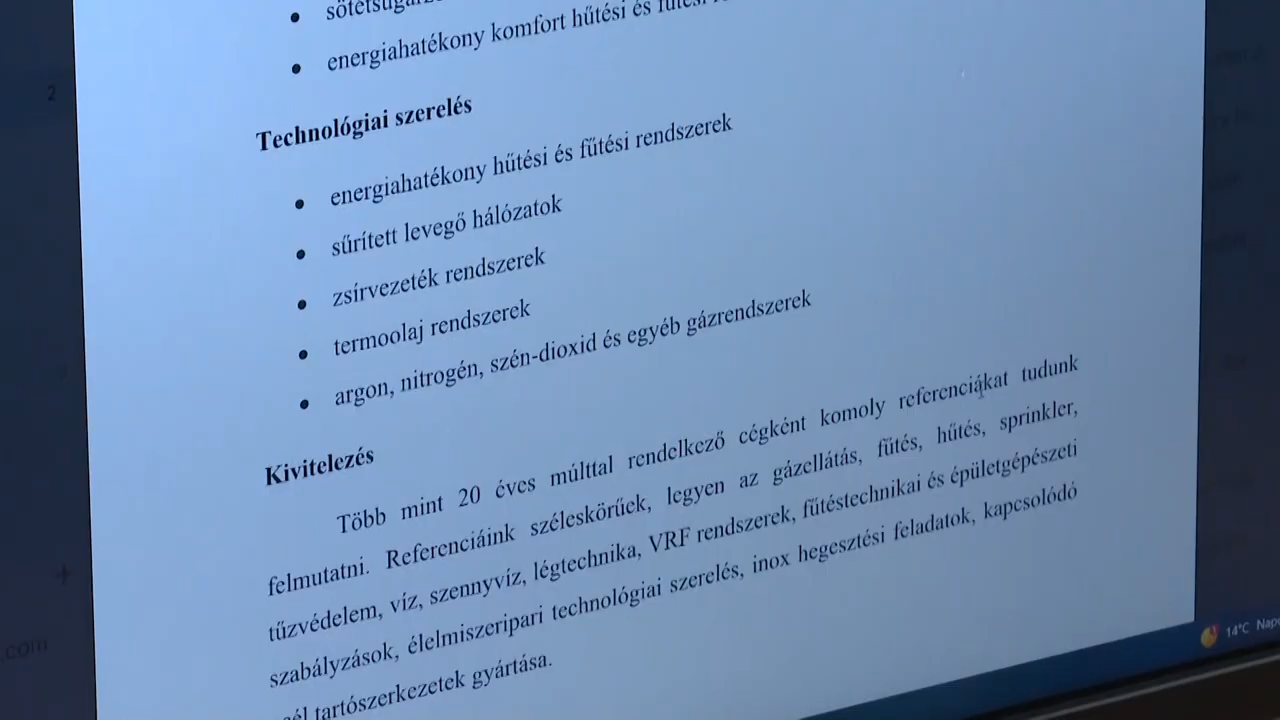 2
energiahatékony komfort hűtési és fűtési
Technológiai szerelés
energiahatékony hűtési és fűtési rendszerek
sűrített levegő hálózatok
zsírvezeték rendszerek
termoolaj rendszerek
argon, nitrogén, szén-dioxid és egyéb gázrendszerek
Kivitelezés
Több mint 20 éves múlttal rendelkező cégként komoly referenciákat tudunk
felmutatni. Referenciáink széleskörűek, legyen az gázellátás, fűtés, hűtés, sprinkler,
tűzvédelem, víz, szennyvíz, légtechnika, VRF rendszerek, fűtéstechnikai és épületgépészeti
szabályzások, élelmiszeripari technológiai szerelés, inox hegesztési feladatok, kapcsolódó
tartószerkezetek gyártása.
.com
14°C